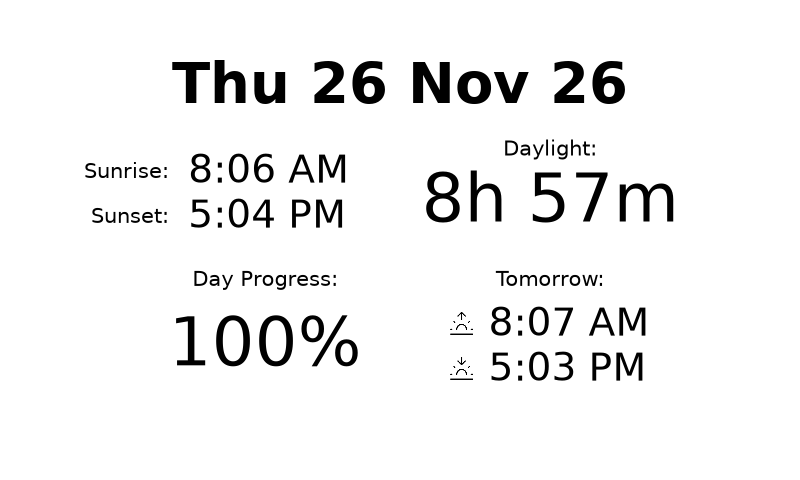 Thu 26 Nov 26
Sunrise: 8:06 AM
Sunset: 5:04 PM
Daylight:
8h 57m
Day Progress:
100%
Tomorrow:
8:07 AM
5:03 PM